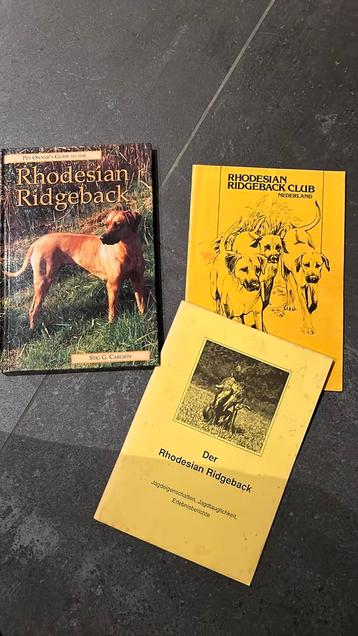 PET OWNER'S GUIDE TO THE
Rhodesian
Ridgeback
STIG G. CARLSON
RHODESIAN
RIDGEBACK CLUB
NEDERLAND
Der
Rhodesian Ridgeback
Jagdeigenschaften, Jagdtauglichkeit,
Erlebnisberichte